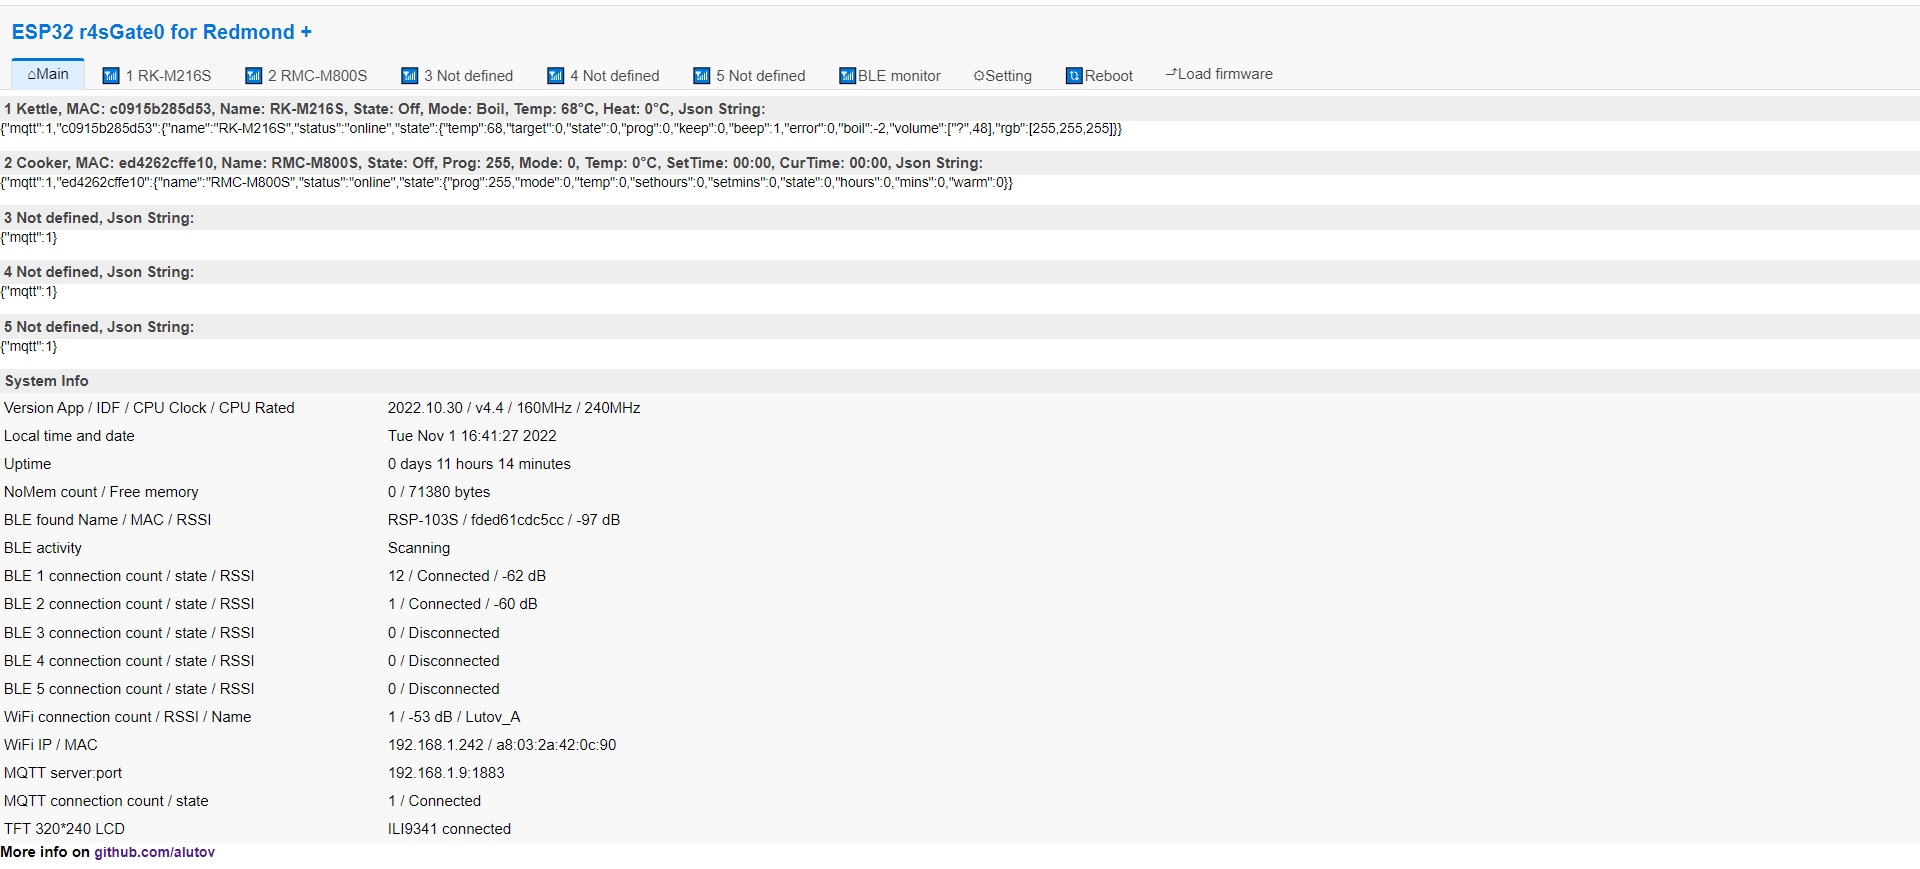 ESP32 r4sGate0 for Redmond +
⌂Main 1 RK-M216S 2 RMC-M800S 3 Not defined 4 Not defined 5 Not defined BLE monitor ⚙Setting Reboot Load firmware
1 Kettle, MAC: c0915b285d53, Name: RK-M216S, State: Off, Mode: Boil, Temp: 68°C, Heat: 0°C, Json String:
{"mqtt":1,"c0915b285d53":{"name":"RK-M216S","status":"online","state":{"temp":68,"target":0,"state":0,"prog":0,"keep":0,"beep":1,"error":0,"boil":-2,"volume":["?",48],"rgb":[255,255,255]}}
2 Cooker, MAC: ed4262cffe10, Name: RMC-M800S, State: Off, Prog: 255, Mode: 0, Temp: 0°C, SetTime: 00:00, CurTime: 00:00, Json String:
{"mqtt":1,"ed4262cffe10":{"name":"RMC-M800S","status":"online","state":{"prog":255,"mode":0,"temp":0,"sethours":0,"setmins":0,"state":0,"hours":0,"mins":0,"warm":0}}
3 Not defined, Json String:
{"mqtt":1}
4 Not defined, Json String:
{"mqtt":1}
5 Not defined, Json String:
{"mqtt":1}
System Info
Version App / IDF / CPU Clock / CPU Rated 2022.10.30 / v4.4 / 160MHz / 240MHz
Local time and date Tue Nov 1 16:41:27 2022
Uptime 0 days 11 hours 14 minutes
NoMem count / Free memory 0 / 71380 bytes
BLE found Name / MAC / RSSI RSP-103S / fded61cdc5cc / -97 dB
BLE activity Scanning
BLE 1 connection count / state / RSSI 12 / Connected / -62 dB
BLE 2 connection count / state / RSSI 1 / Connected / -60 dB
BLE 3 connection count / state / RSSI 0 / Disconnected
BLE 4 connection count / state / RSSI 0 / Disconnected
BLE 5 connection count / state / RSSI 0 / Disconnected
WiFi connection count / RSSI / Name 1 / -53 dB / Lutov_A
WiFi IP / MAC 192.168.1.242 / a8:03:2a:42:0c:90
MQTT server:port 192.168.1.9:1883
MQTT connection count / state 1 / Connected
TFT 320*240 LCD ILI9341 connected
More info on github.com/alutov